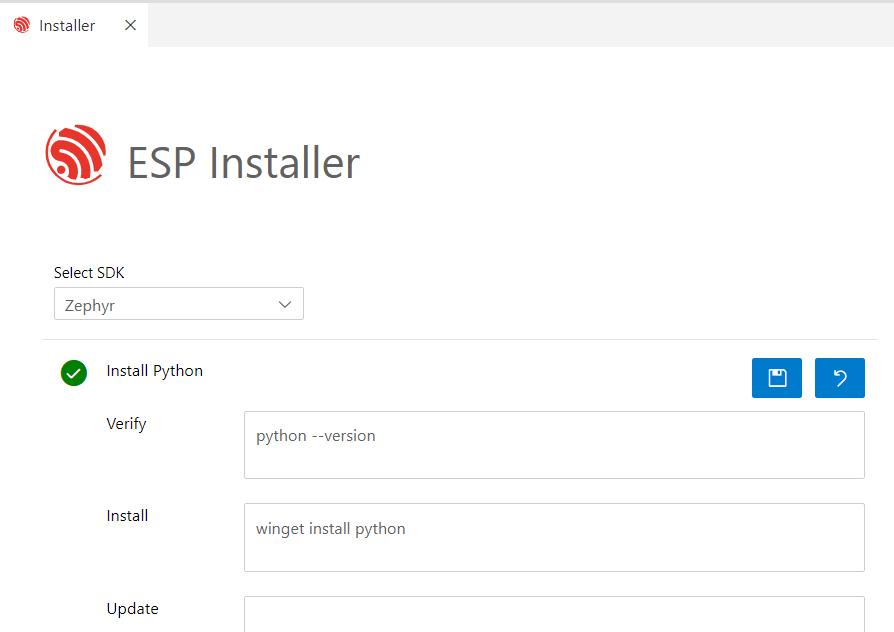 Installer
ESP Installer
Select SDK
Zephyr
Install Python
Verify
python --version
Install
winget install python
Update